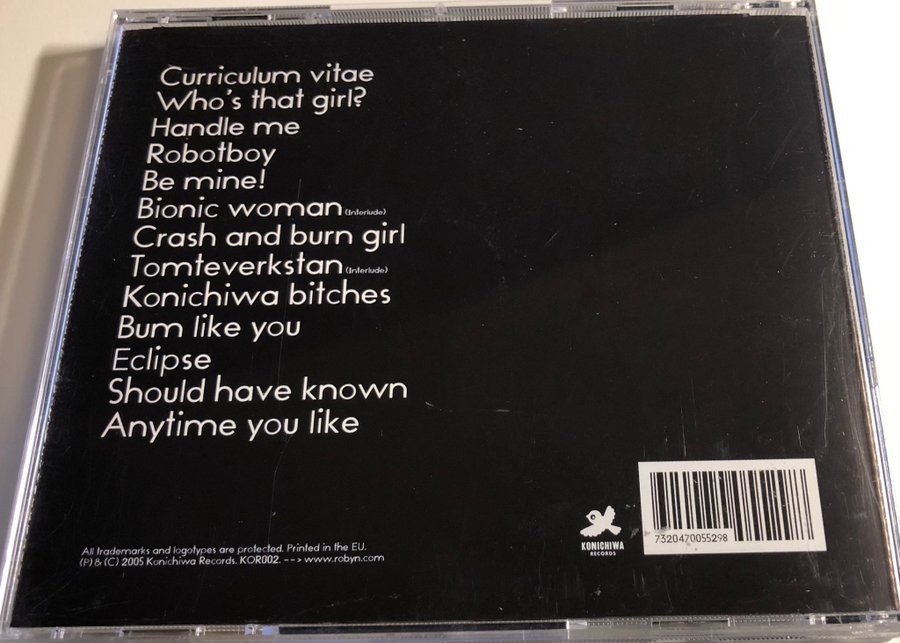 Curriculum vitae
Who's that girl?
Handle me
Robotboy
Be mine!
Bionic woman (Interlude)
Crash and burn girl
Tomteverkstan (Interlude)
Konichiwa bitches
Bum like you
Eclipse
Should have known
Anytime you like
All trademarks and logotypes are protected. Printed in the EU.
(P) & (C) 2005 Konichiwa Records. KOR002. --> www.robyn.com
KONICHIWA
RECORDS
7320470055298